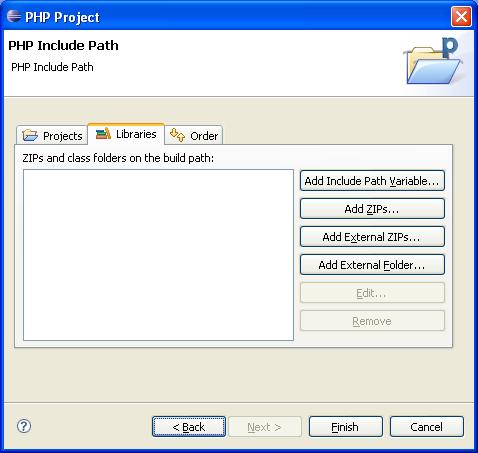 PHP Project
PHP Include Path
PHP Include Path
p
Projects
Libraries
Order
ZIPs and class folders on the build path:
Add Include Path Variable...
Add ZIPs...
Add External ZIPs...
Add External Folder...
Edit...
Remove
?
< Back
Next >
Finish
Cancel